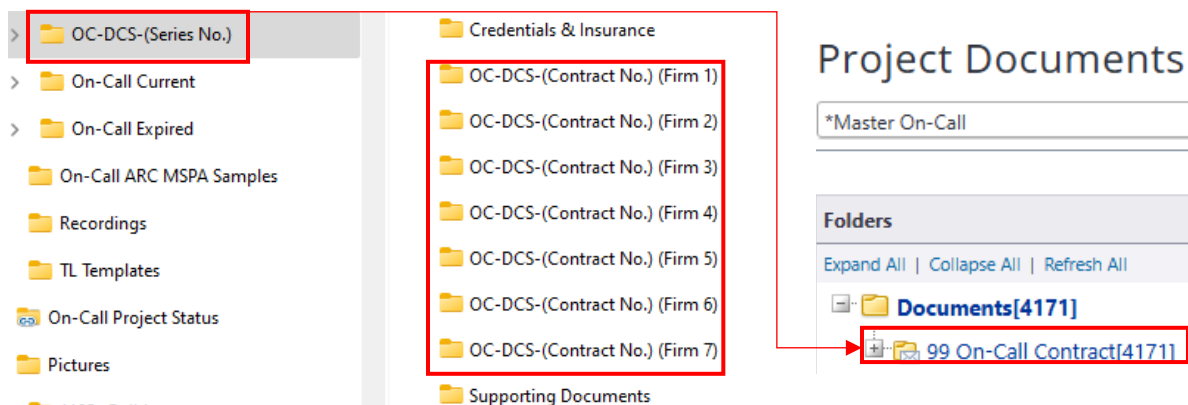 OC-DCS-(Series No.)
On-Call Current
On-Call Expired
On-Call ARC MSPA Samples
Recordings
TL Templates
On-Call Project Status
Pictures
Credentials & Insurance
OC-DCS-(Contract No.) (Firm 1)
OC-DCS-(Contract No.) (Firm 2)
OC-DCS-(Contract No.) (Firm 3)
OC-DCS-(Contract No.) (Firm 4)
OC-DCS-(Contract No.) (Firm 5)
OC-DCS-(Contract No.) (Firm 6)
OC-DCS-(Contract No.) (Firm 7)
Supporting Documents
Project Documents
*Master On-Call
Folders
Expand All | Collapse All | Refresh All
Documents[4171]
99 On-Call Contract[4171]